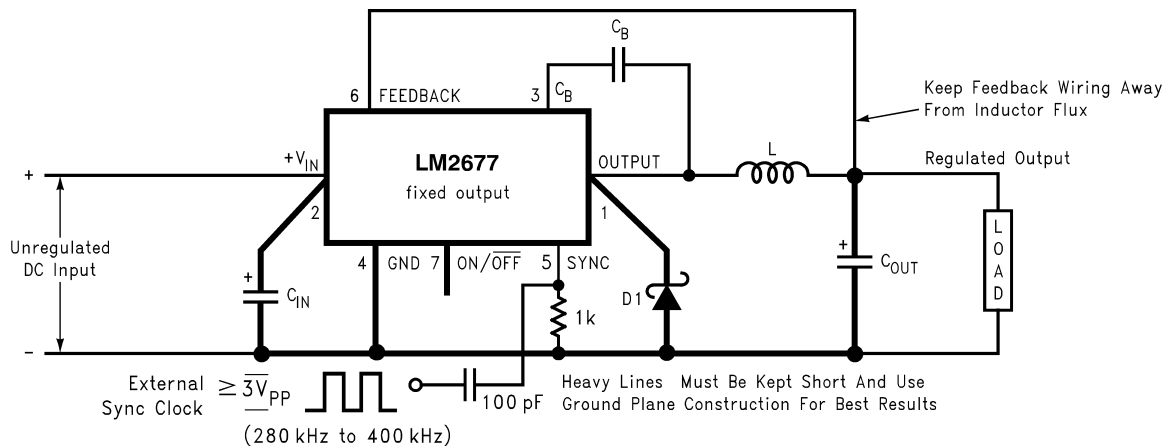 C_B
6 FEEDBACK
3 C_B
Keep Feedback Wiring Away
From Inductor Flux
+V_IN
LM2677
fixed output
OUTPUT
L
Regulated Output
+
2
1
Unregulated
DC Input
4 GND
7 ON/O̅F̅F̅
5 SYNC
+
C_IN
1k
D1
+
C_OUT
LOAD
–
External
Sync Clock
≥ 3V_PP
(280 kHz to 400 kHz)
100 pF
Heavy Lines Must Be Kept Short And Use
Ground Plane Construction For Best Results